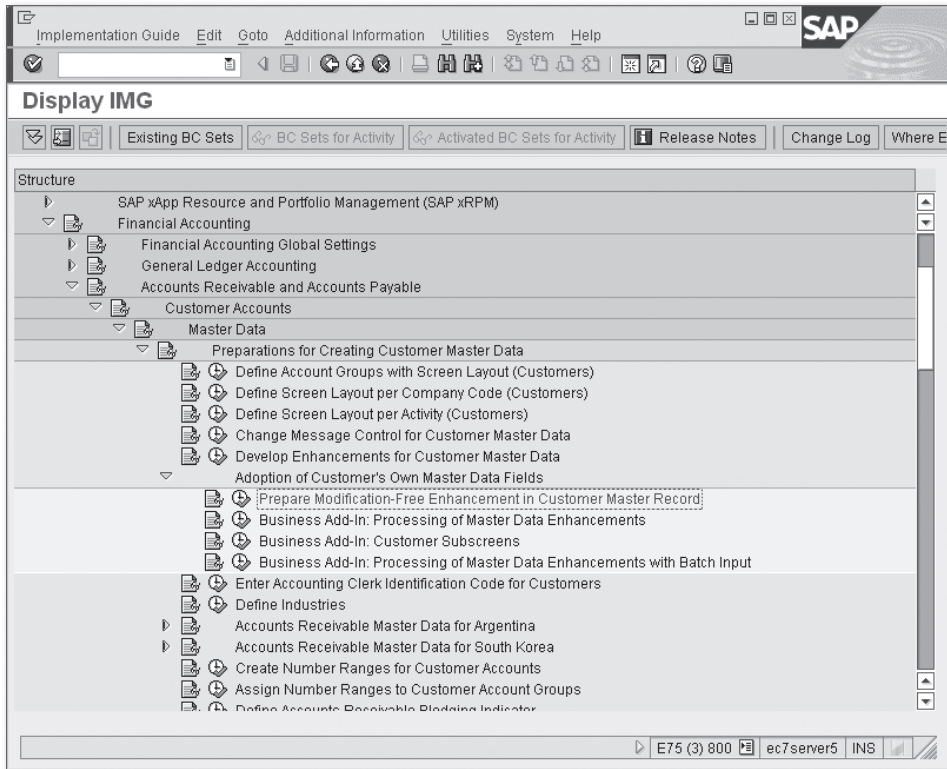 SAP
Implementation Guide Edit Goto Additional Information Utilities System Help
Display IMG
Existing BC Sets BC Sets for Activity Activated BC Sets for Activity Release Notes Change Log Where E
Structure
SAP xApp Resource and Portfolio Management (SAP xRPM)
Financial Accounting
Financial Accounting Global Settings
General Ledger Accounting
Accounts Receivable and Accounts Payable
Customer Accounts
Master Data
Preparations for Creating Customer Master Data
Define Account Groups with Screen Layout (Customers)
Define Screen Layout per Company Code (Customers)
Define Screen Layout per Activity (Customers)
Change Message Control for Customer Master Data
Develop Enhancements for Customer Master Data
Adoption of Customer's Own Master Data Fields
Prepare Modification-Free Enhancement in Customer Master Record
Business Add-In: Processing of Master Data Enhancements
Business Add-In: Customer Subscreens
Business Add-In: Processing of Master Data Enhancements with Batch Input
Enter Accounting Clerk Identification Code for Customers
Define Industries
Accounts Receivable Master Data for Argentina
Accounts Receivable Master Data for South Korea
Create Number Ranges for Customer Accounts
Assign Number Ranges to Customer Account Groups
Define Accounts Receivable Pledging Indicator
E75 (3) 800 ec7server5 INS